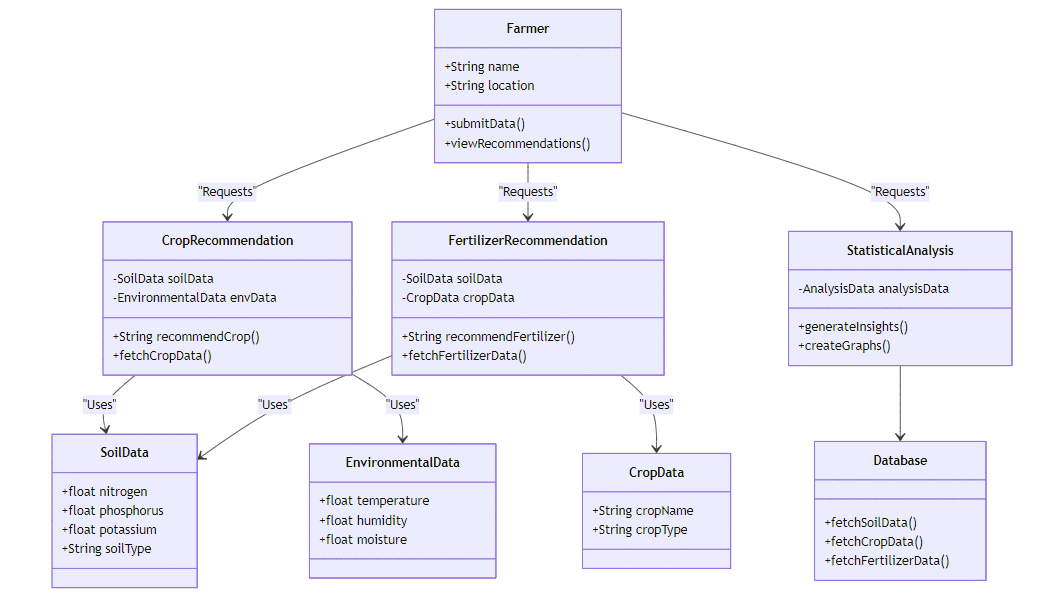 Farmer
+String name
+String location
+submitData()
+viewRecommendations()
"Requests"
"Requests"
"Requests"
CropRecommendation
-SoilData soilData
-EnvironmentalData envData
+String recommendCrop()
+fetchCropData()
FertilizerRecommendation
-SoilData soilData
-CropData cropData
+String recommendFertilizer()
+fetchFertilizerData()
StatisticalAnalysis
-AnalysisData analysisData
+generateInsights()
+createGraphs()
"Uses"
"Uses"
"Uses"
"Uses"
SoilData
+float nitrogen
+float phosphorus
+float potassium
+String soilType
EnvironmentalData
+float temperature
+float humidity
+float moisture
CropData
+String cropName
+String cropType
Database
+fetchSoilData()
+fetchCropData()
+fetchFertilizerData()